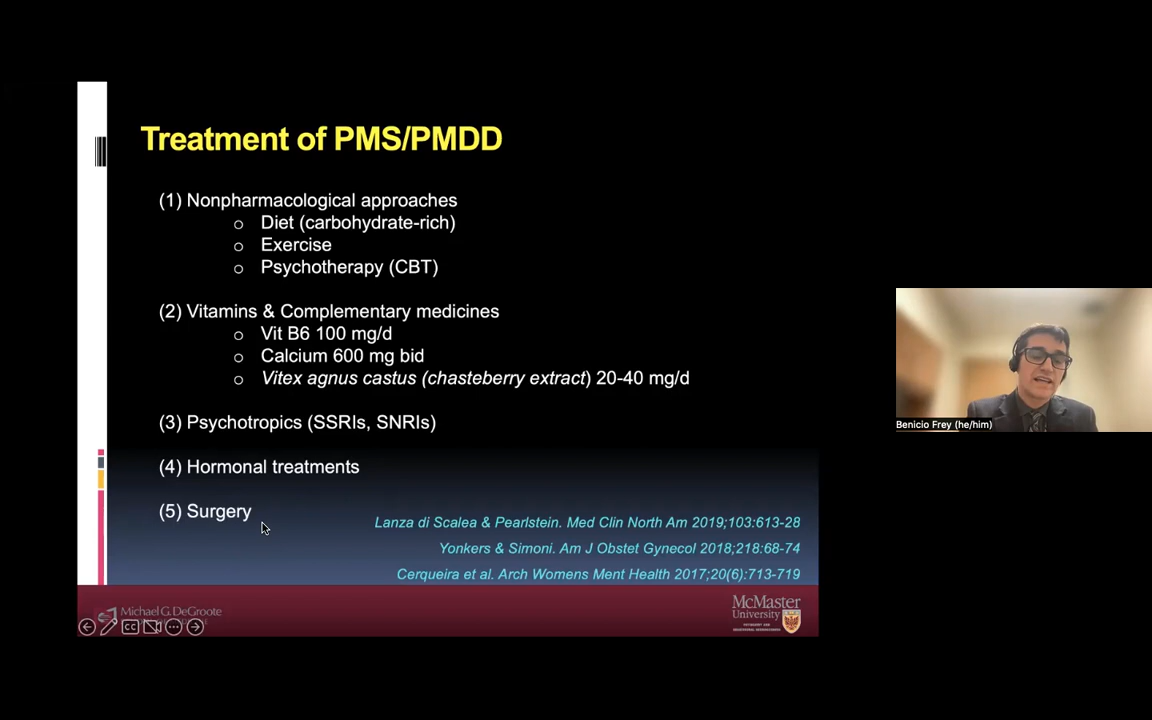 Treatment of PMS/PMDD
(1) Nonpharmacological approaches
o Diet (carbohydrate-rich)
o Exercise
o Psychotherapy (CBT)
(2) Vitamins & Complementary medicines
o Vit B6 100 mg/d
o Calcium 600 mg bid
o Vitex agnus castus (chasteberry extract) 20-40 mg/d
(3) Psychotropics (SSRIs, SNRIs)
(4) Hormonal treatments
(5) Surgery
Lanza di Scalea & Pearlstein. Med Clin North Am 2019;103:613-28
Yonkers & Simoni. Am J Obstet Gynecol 2018;218:68-74
Cerqueira et al. Arch Womens Ment Health 2017;20(6):713-719
Michael G. DeGroote
CC
McMaster
University
Benicio Frey (he/him)